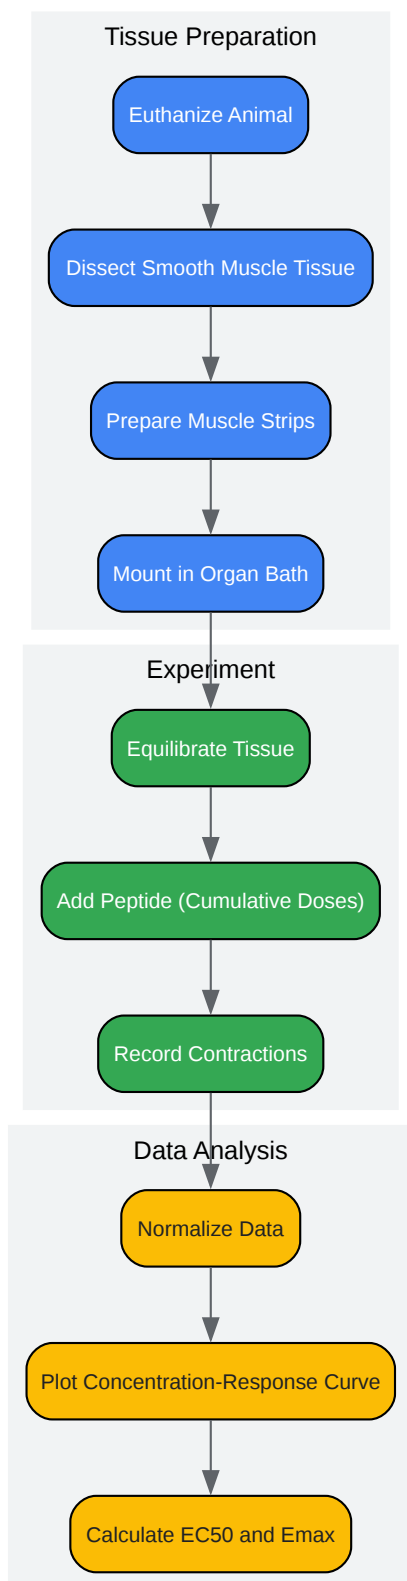 Tissue Preparation
Euthanize Animal
Dissect Smooth Muscle Tissue
Prepare Muscle Strips
Mount in Organ Bath
Experiment
Equilibrate Tissue
Add Peptide (Cumulative Doses)
Record Contractions
Data Analysis
Normalize Data
Plot Concentration-Response Curve
Calculate EC50 and Emax